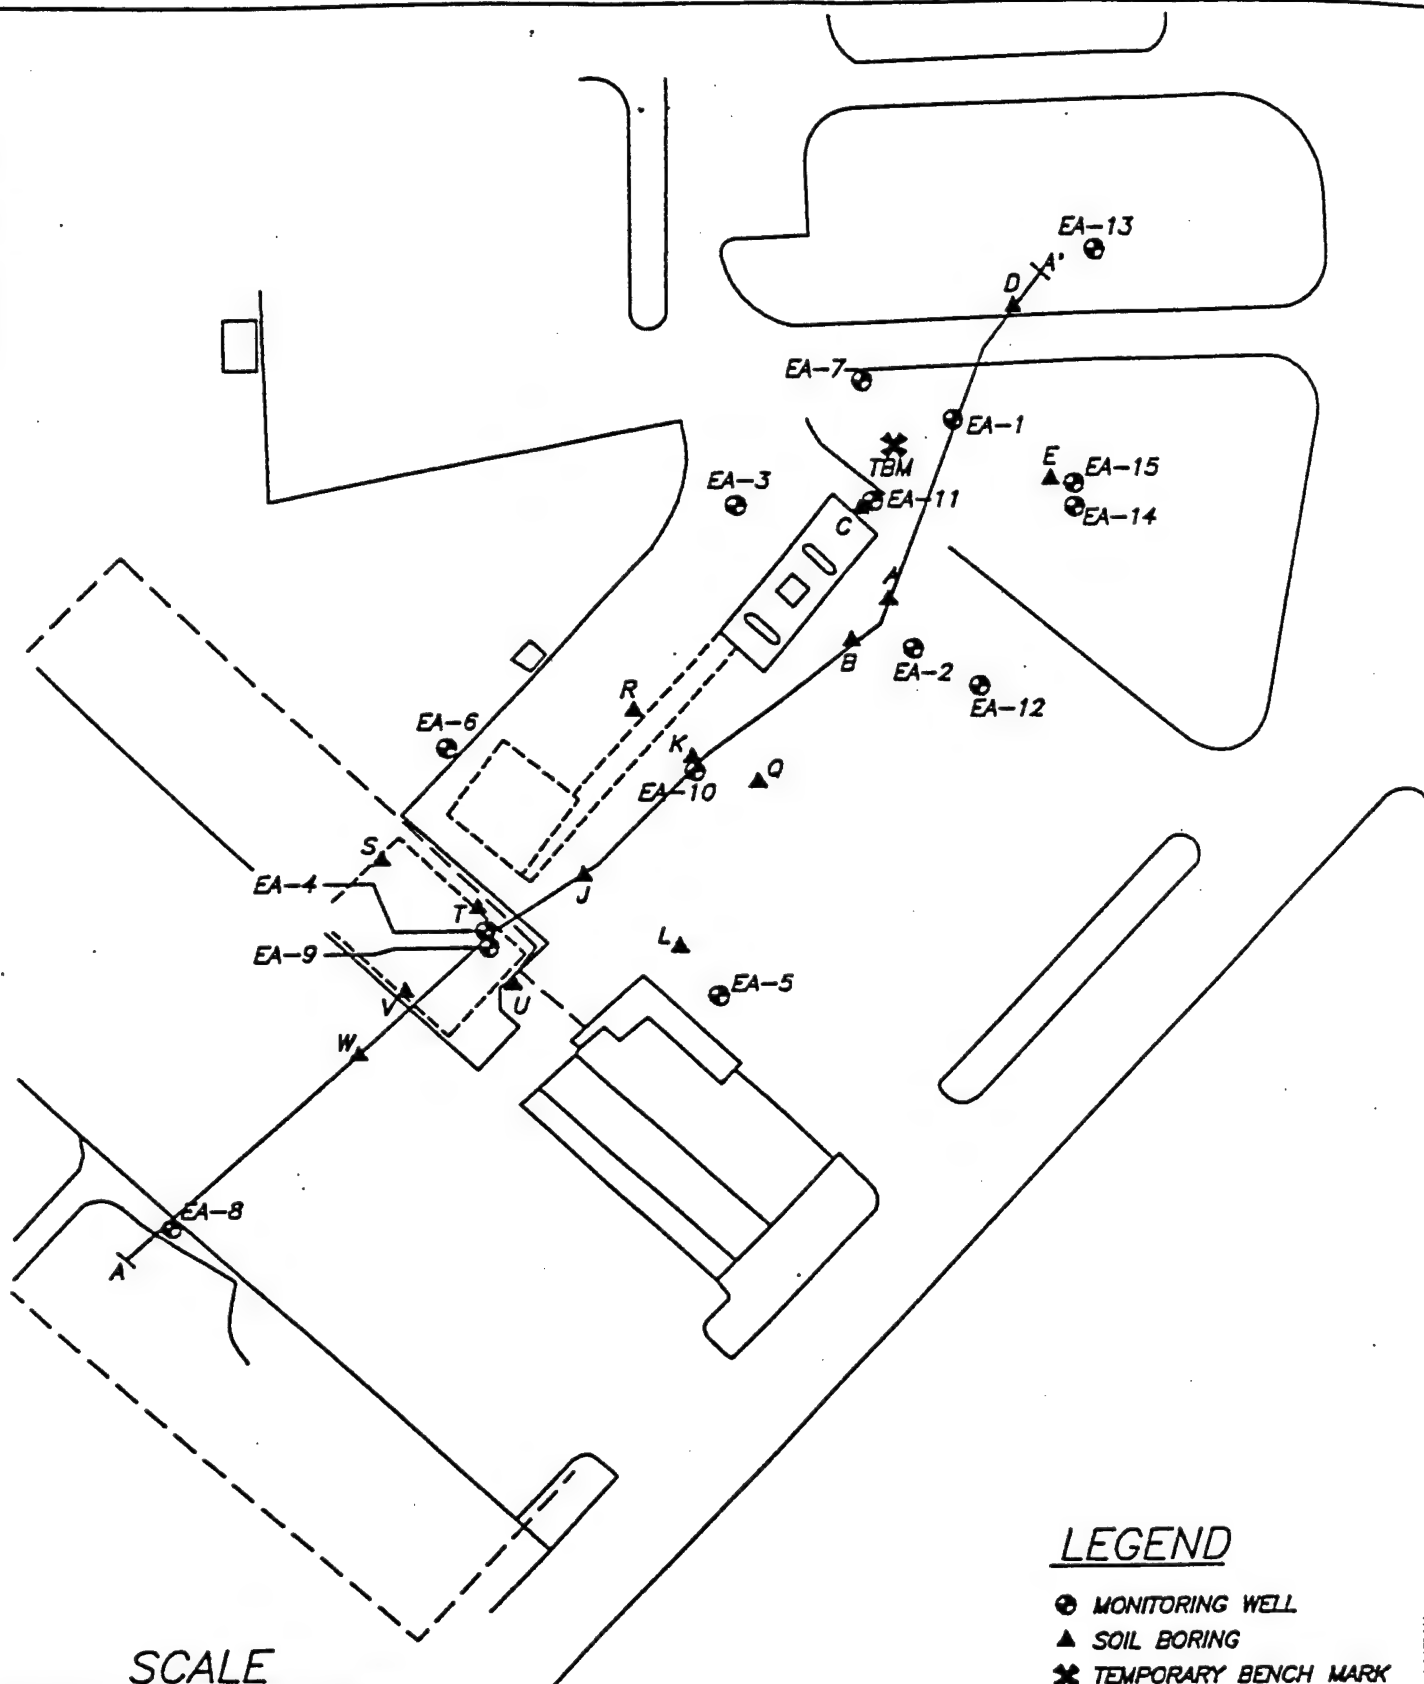 EA-13
A'
D
EA-7
EA-1
TBM
E
EA-15
EA-3
EA-11
EA-14
C
A
B
EA-2
R
EA-12
EA-6
K
Q
EA-10
S
EA-4
J
T
L
EA-9
EA-5
V
U
W
EA-8
A
LEGEND
MONITORING WELL
SOIL BORING
SCALE
TEMPORARY BENCH MARK